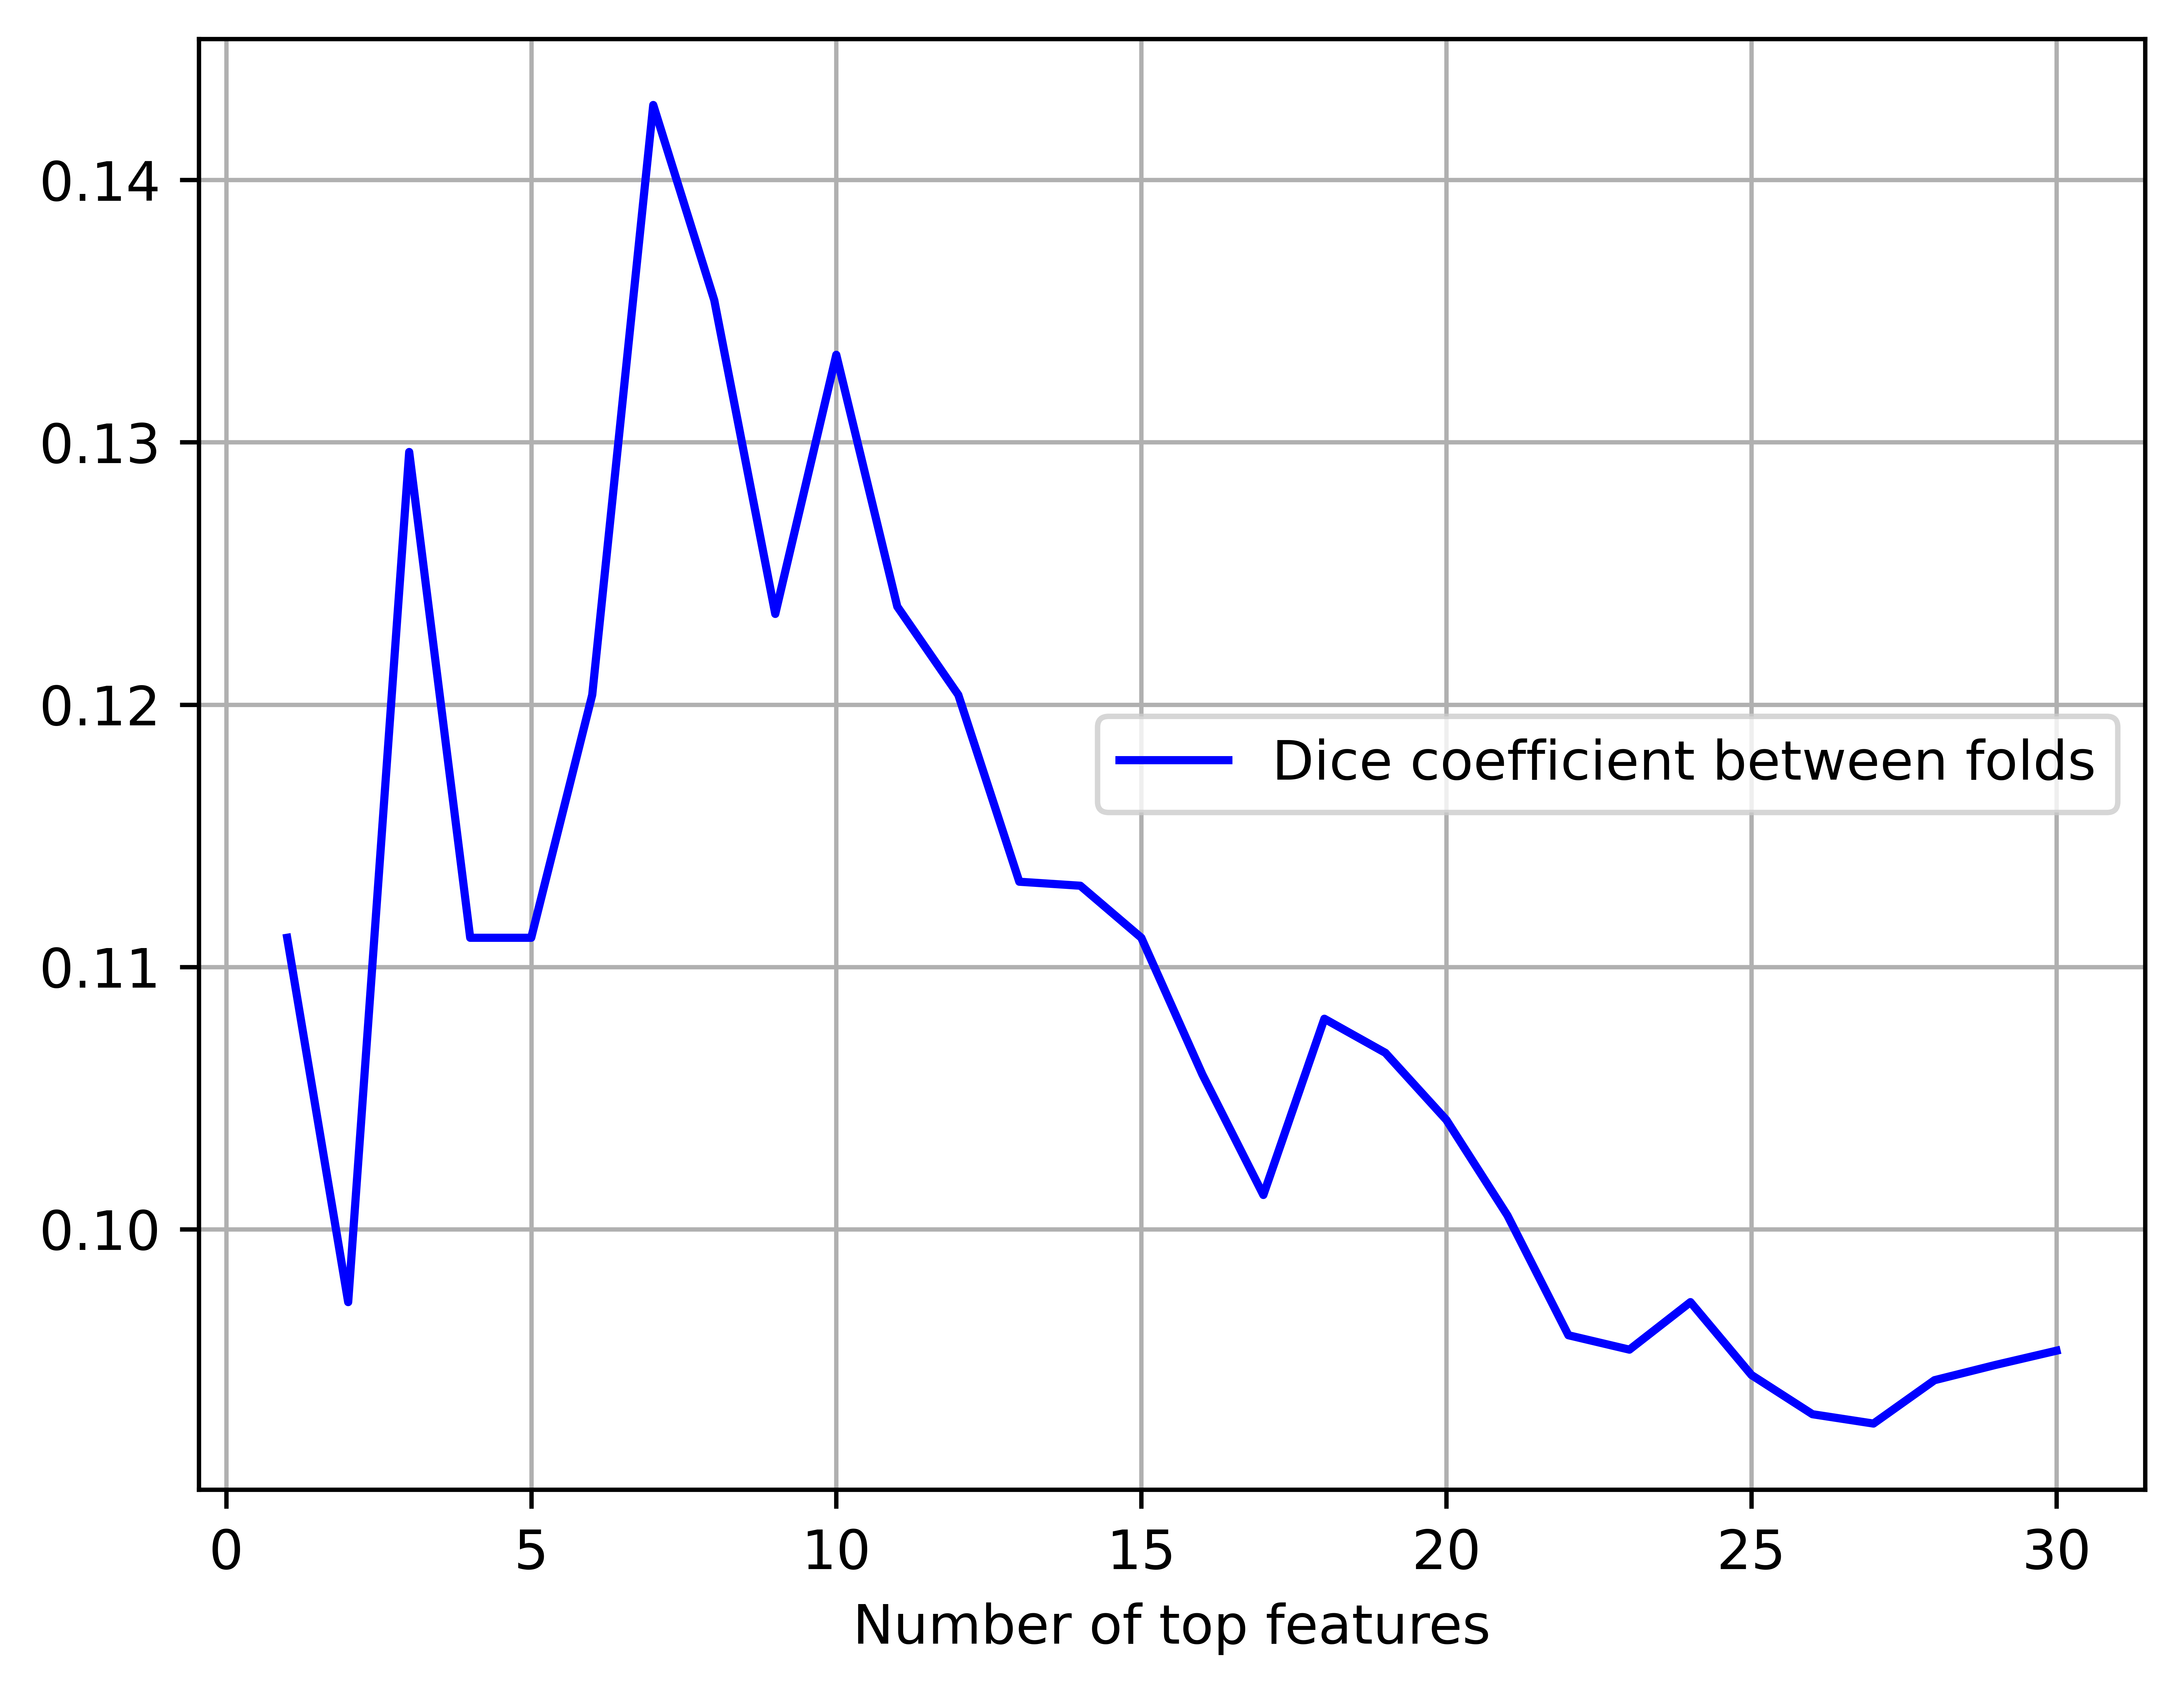 0.14
0.13
0.12
Dice coefficient between folds
0.11
0.10
0 5 10 15 20 25 30
Number of top features